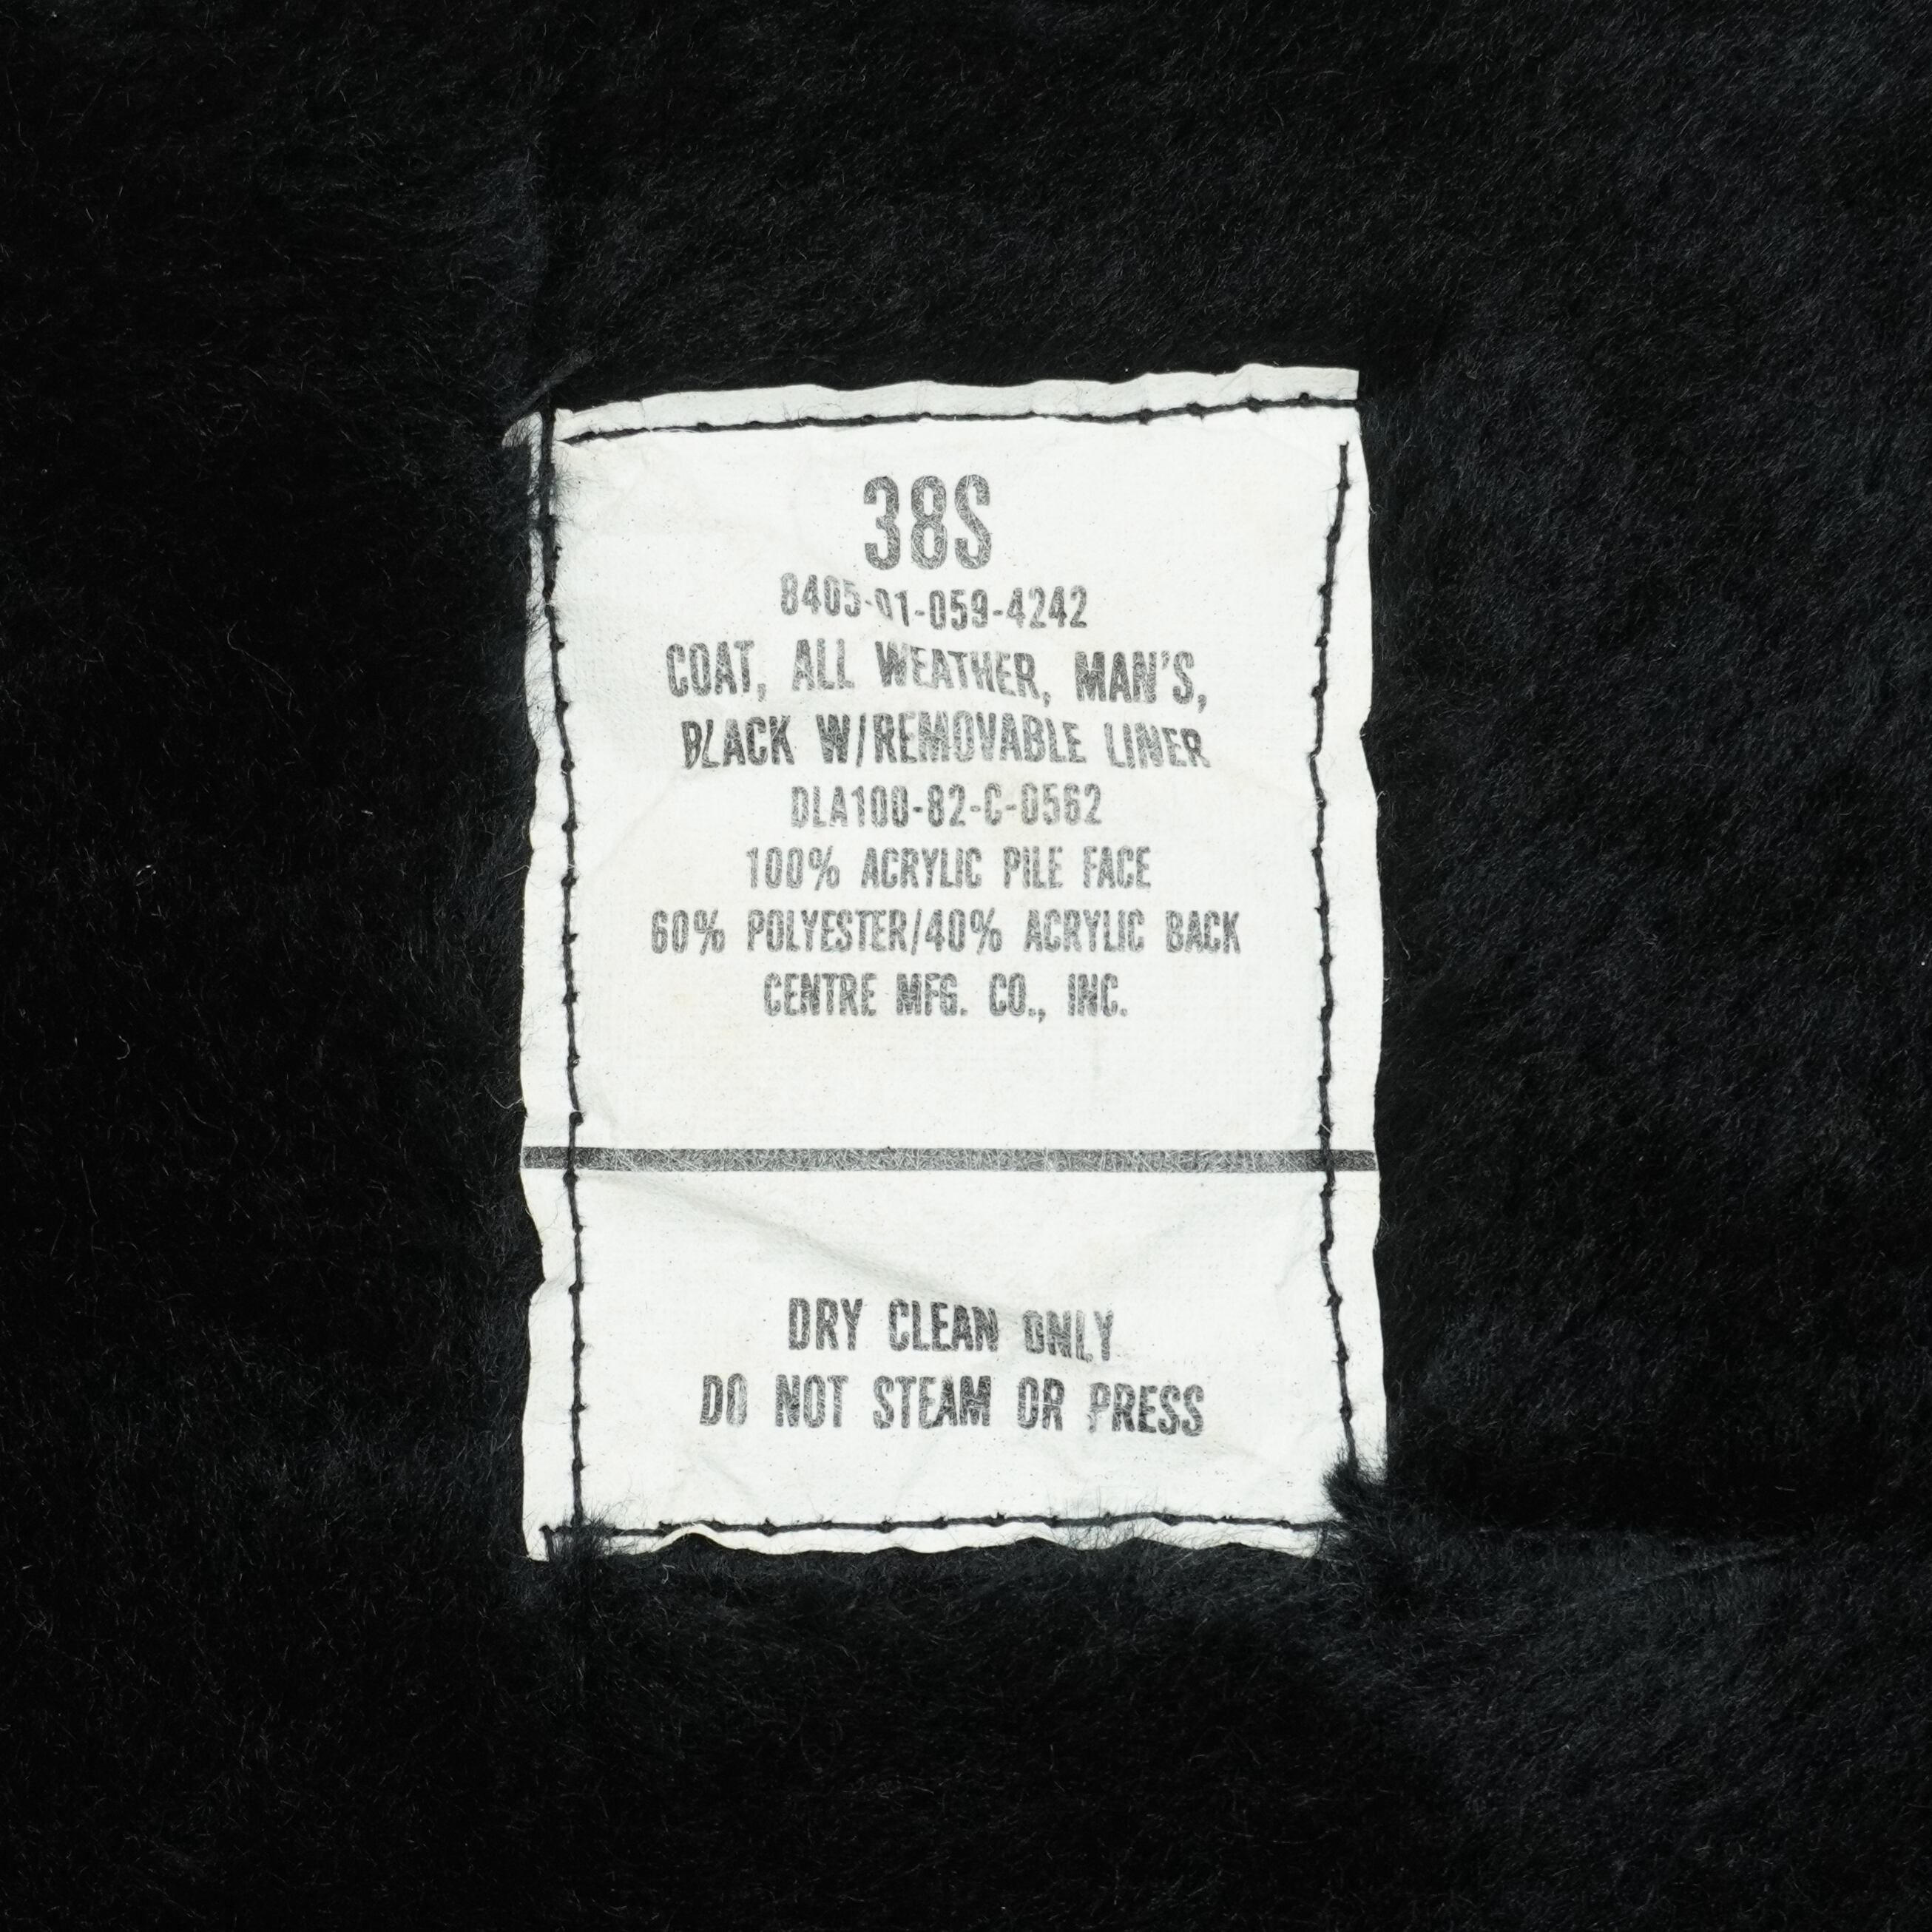 38S
8405-01-059-4242
COAT, ALL WEATHER, MAN'S,
BLACK W/REMOVABLE LINER
DLA100-82-C-0562
100% ACRYLIC PILE FACE
60% POLYESTER/40% ACRYLIC BACK
CENTRE MFG. CO., INC.
DRY CLEAN ONLY
DO NOT STEAM OR PRESS